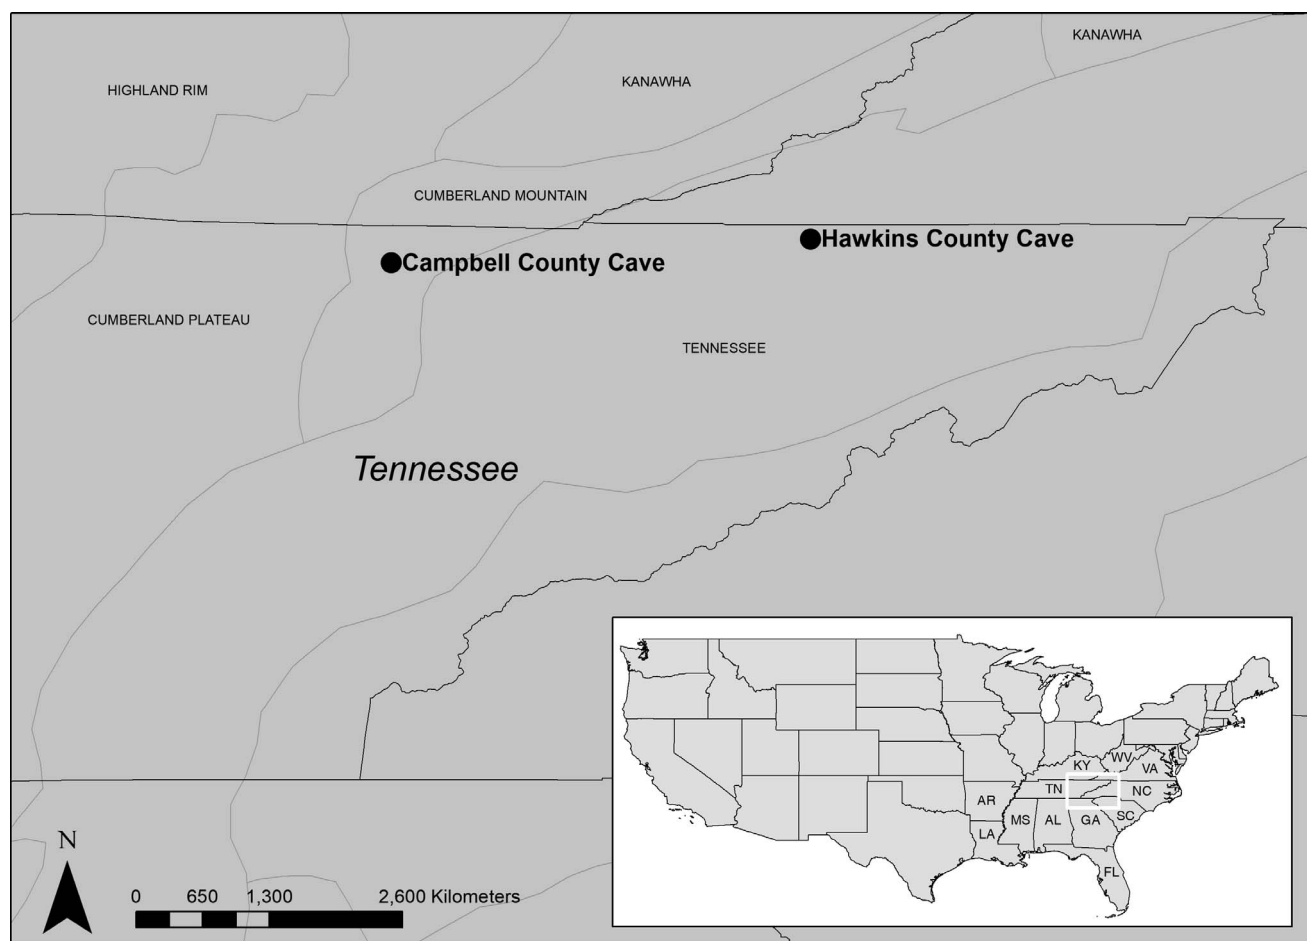 KANAWHA
KANAWHA
HIGHLAND RIM
CUMBERLAND MOUNTAIN
Hawkins County Cave
Campbell County Cave
CUMBERLAND PLATEAU
TENNESSEE
Tennessee
KY
WV
VA
TN
NC
AR
MS
AL
GA
SC
LA
FL
N
0 650 1,300 2,600 Kilometers